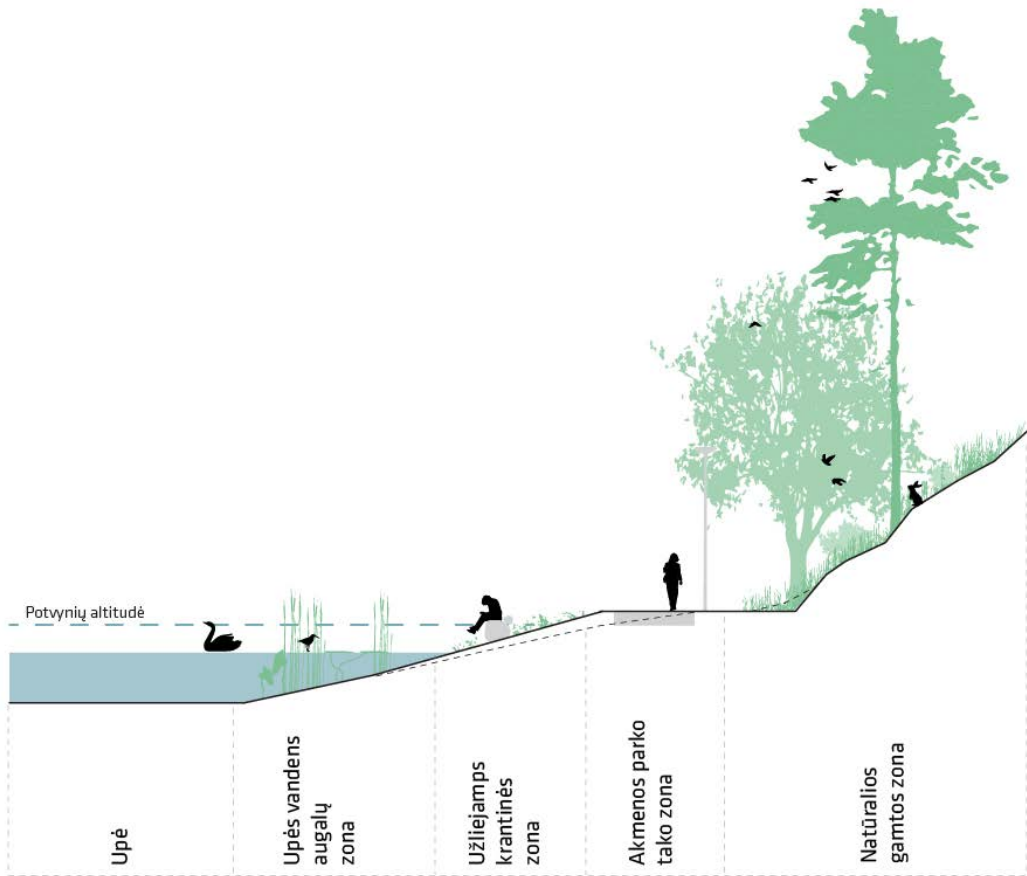 Potvynių altitudė
Upė
Upės vandens
augalų
zona
Užliejamps
krantinės
zona
Akmenos parko
tako zona
Natūralios
gamtos zona